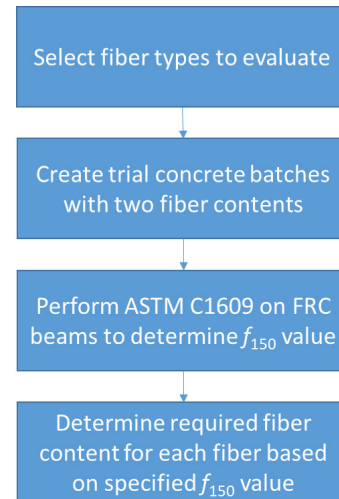 Select fiber types to evaluate
Create trial concrete batches
with two fiber contents
Perform ASTM C1609 on FRC
beams to determine f150 value
Determine required fiber
content for each fiber based
on specified f150 value